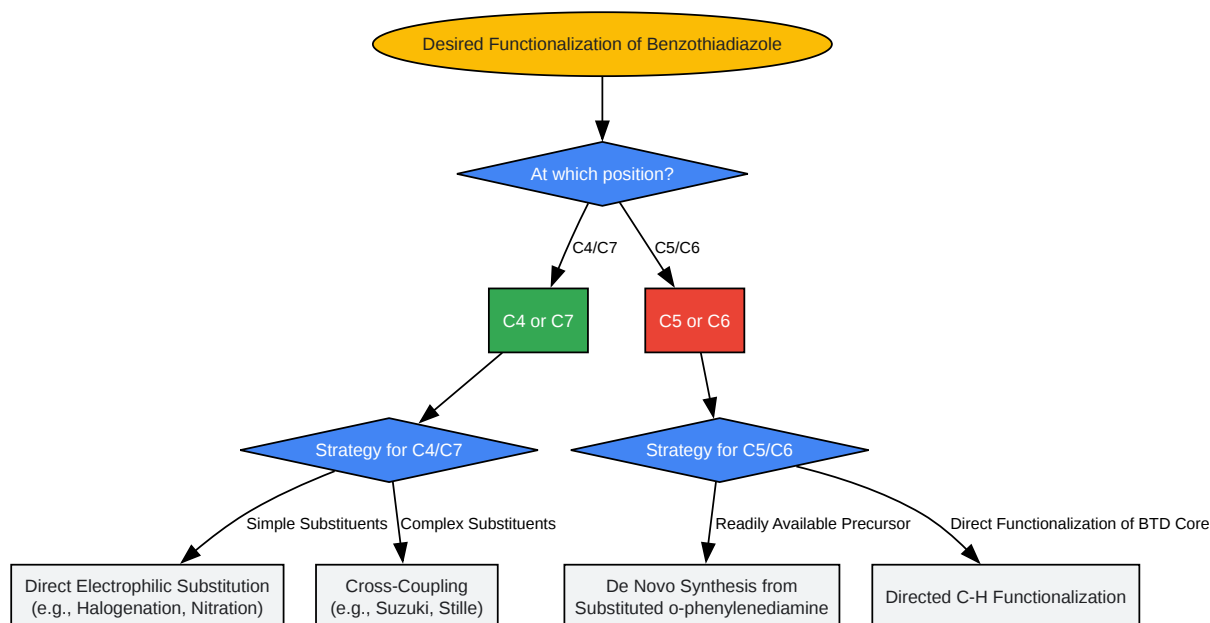 Desired Functionalization of Benzothiadiazole
At which position?
C4/C7
C5/C6
C4 or C7
C5 or C6
Strategy for C4/C7
Strategy for C5/C6
Simple Substituents
Complex Substituents
Readily Available Precursor
Direct Functionalization of BTD Core
Direct Electrophilic Substitution
(e.g., Halogenation, Nitration)
Cross-Coupling
(e.g., Suzuki, Stille)
De Novo Synthesis from
Substituted o-phenylenediamine
Directed C-H Functionalization